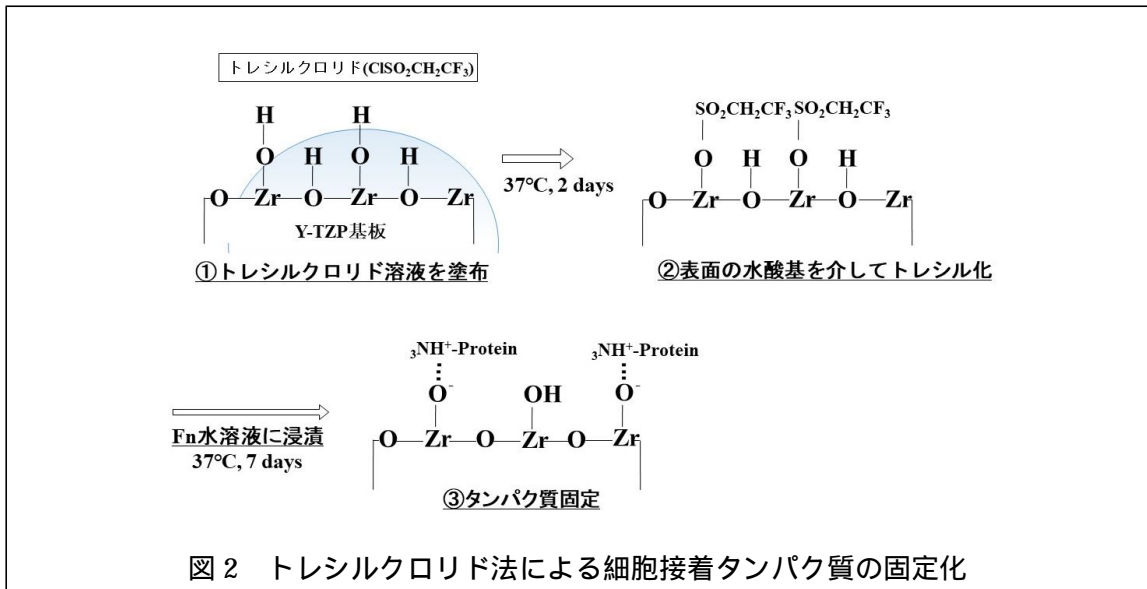 トレシルクロリド(ClSO₂CH₂CF₃)
H H
O H O H
O Zr O Zr O Zr
Y-TZP基板
①トレシルクロリド溶液を塗布
37°C, 2 days
SO₂CH₂CF₃ SO₂CH₂CF₃
O H O H
O Zr O Zr O Zr
②表面の水酸基を介してトレシル化
Fn水溶液に浸漬
37°C, 7 days
₃NH⁺-Protein ₃NH⁺-Protein
O⁻ OH O⁻
O Zr O Zr O Zr
③タンパク質固定
図 2 トレシルクロリド法による細胞接着タンパク質の固定化